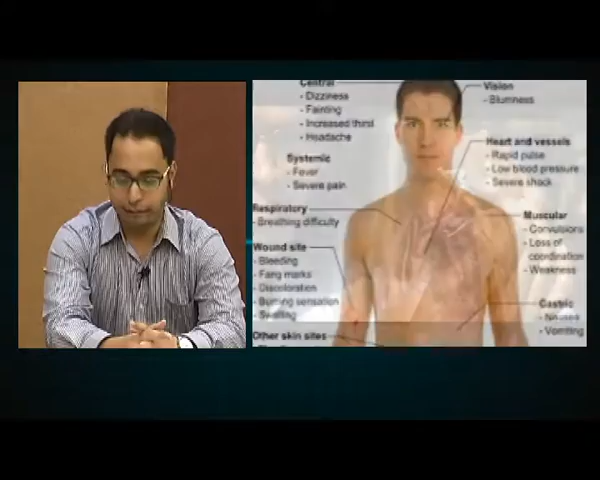 Central
- Dizziness
- Fainting
- Increased thirst
- Headache
Systemic
- Fever
- Severe pain
Respiratory
- Breathing difficulty
Wound site
- Bleeding
- Fang marks
- Discoloration
- Burning sensation
- Swelling
Other skin sites
Vision
- Blurriness
Heart and vessels
- Rapid pulse
- Low blood pressure
- Severe shock
Muscular
- Convulsions
- Loss of
coordination
- Weakness
Gastric
- Nausea
- Vomiting